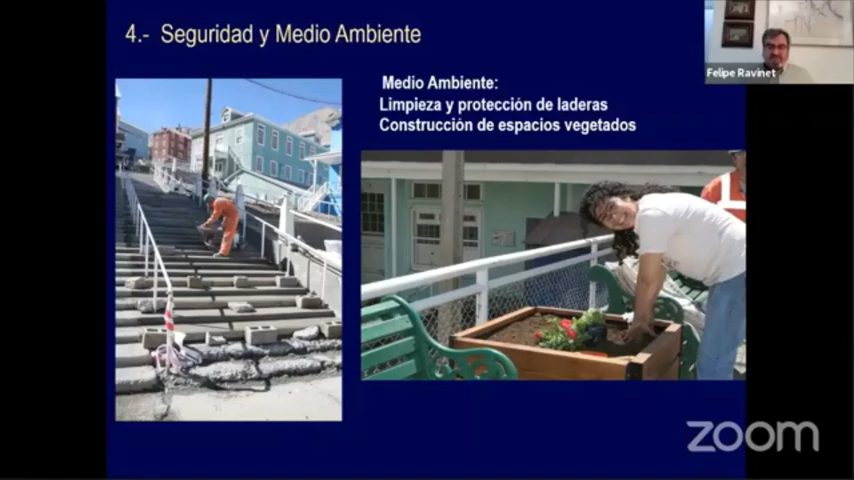 4.- Seguridad y Medio Ambiente
Felipe Ravinet
Medio Ambiente:
Limpieza y protección de laderas
Construcción de espacios vegetados
zoom